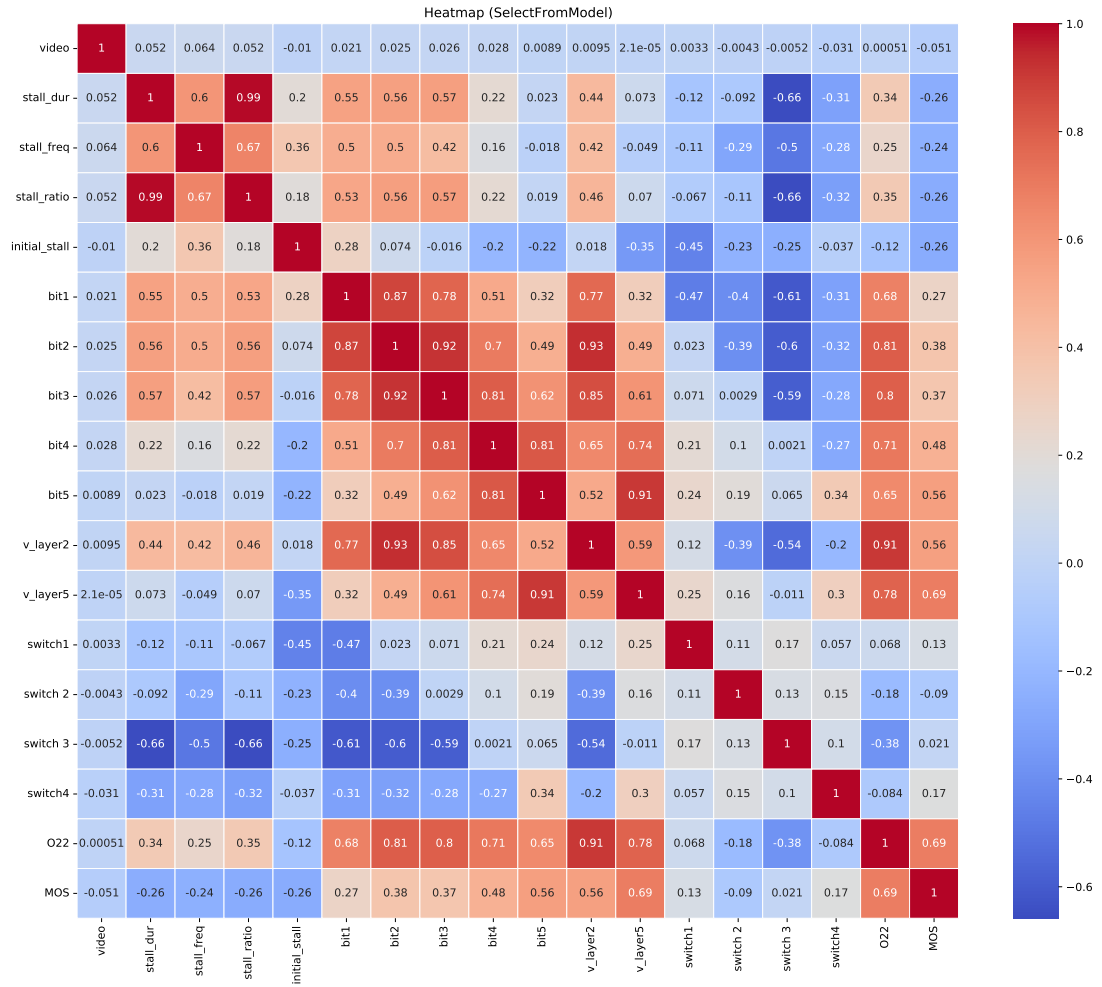 Heatmap (SelectFromModel)
video 1 0.052 0.064 0.052 -0.01 0.021 0.025 0.026 0.028 0.0089 0.0095 2.1e-05 0.0033 -0.0043 -0.0052 -0.031 0.00051 -0.051
stall_dur 0.052 1 0.6 0.99 0.2 0.55 0.56 0.57 0.22 0.023 0.44 0.073 -0.12 -0.092 -0.66 -0.31 0.34 -0.26
stall_freq 0.064 0.6 1 0.67 0.36 0.5 0.5 0.42 0.16 -0.018 0.42 -0.049 -0.11 -0.29 -0.5 -0.28 0.25 -0.24
stall_ratio 0.052 0.99 0.67 1 0.18 0.53 0.56 0.57 0.22 0.019 0.46 0.07 -0.067 -0.11 -0.66 -0.32 0.35 -0.26
initial_stall -0.01 0.2 0.36 0.18 1 0.28 0.074 -0.016 -0.2 -0.22 0.018 -0.35 -0.45 -0.23 -0.25 -0.037 -0.12 -0.26
bit1 0.021 0.55 0.5 0.53 0.28 1 0.87 0.78 0.51 0.32 0.77 0.32 -0.47 -0.4 -0.61 -0.31 0.68 0.27
bit2 0.025 0.56 0.5 0.56 0.074 0.87 1 0.92 0.7 0.49 0.93 0.49 0.023 -0.39 -0.6 -0.32 0.81 0.38
bit3 0.026 0.57 0.42 0.57 -0.016 0.78 0.92 1 0.81 0.62 0.85 0.61 0.071 0.0029 -0.59 -0.28 0.8 0.37
bit4 0.028 0.22 0.16 0.22 -0.2 0.51 0.7 0.81 1 0.81 0.65 0.74 0.21 0.1 0.0021 -0.27 0.71 0.48
bit5 0.0089 0.023 -0.018 0.019 -0.22 0.32 0.49 0.62 0.81 1 0.52 0.91 0.24 0.19 0.065 0.34 0.65 0.56
v_layer2 0.0095 0.44 0.42 0.46 0.018 0.77 0.93 0.85 0.65 0.52 1 0.59 0.12 -0.39 -0.54 -0.2 0.91 0.56
v_layer5 2.1e-05 0.073 -0.049 0.07 -0.35 0.32 0.49 0.61 0.74 0.91 0.59 1 0.25 0.16 -0.011 0.3 0.78 0.69
switch1 0.0033 -0.12 -0.11 -0.067 -0.45 -0.47 0.023 0.071 0.21 0.24 0.12 0.25 1 0.11 0.17 0.057 0.068 0.13
switch 2 -0.0043 -0.092 -0.29 -0.11 -0.23 -0.4 -0.39 0.0029 0.1 0.19 -0.39 0.16 0.11 1 0.13 0.15 -0.18 -0.09
switch 3 -0.0052 -0.66 -0.5 -0.66 -0.25 -0.61 -0.6 -0.59 0.0021 0.065 -0.54 -0.011 0.17 0.13 1 0.1 -0.38 0.021
switch4 -0.031 -0.31 -0.28 -0.32 -0.037 -0.31 -0.32 -0.28 -0.27 0.34 -0.2 0.3 0.057 0.15 0.1 1 -0.084 0.17
O22 0.00051 0.34 0.25 0.35 -0.12 0.68 0.81 0.8 0.71 0.65 0.91 0.78 0.068 -0.18 -0.38 -0.084 1 0.69
MOS -0.051 -0.26 -0.24 -0.26 -0.26 0.27 0.38 0.37 0.48 0.56 0.56 0.69 0.13 -0.09 0.021 0.17 0.69 1
video stall_dur stall_freq stall_ratio initial_stall bit1 bit2 bit3 bit4 bit5 v_layer2 v_layer5 switch1 switch 2 switch 3 switch4 O22 MOS
1.0
0.8
0.6
0.4
0.2
0.0
−0.2
−0.4
−0.6